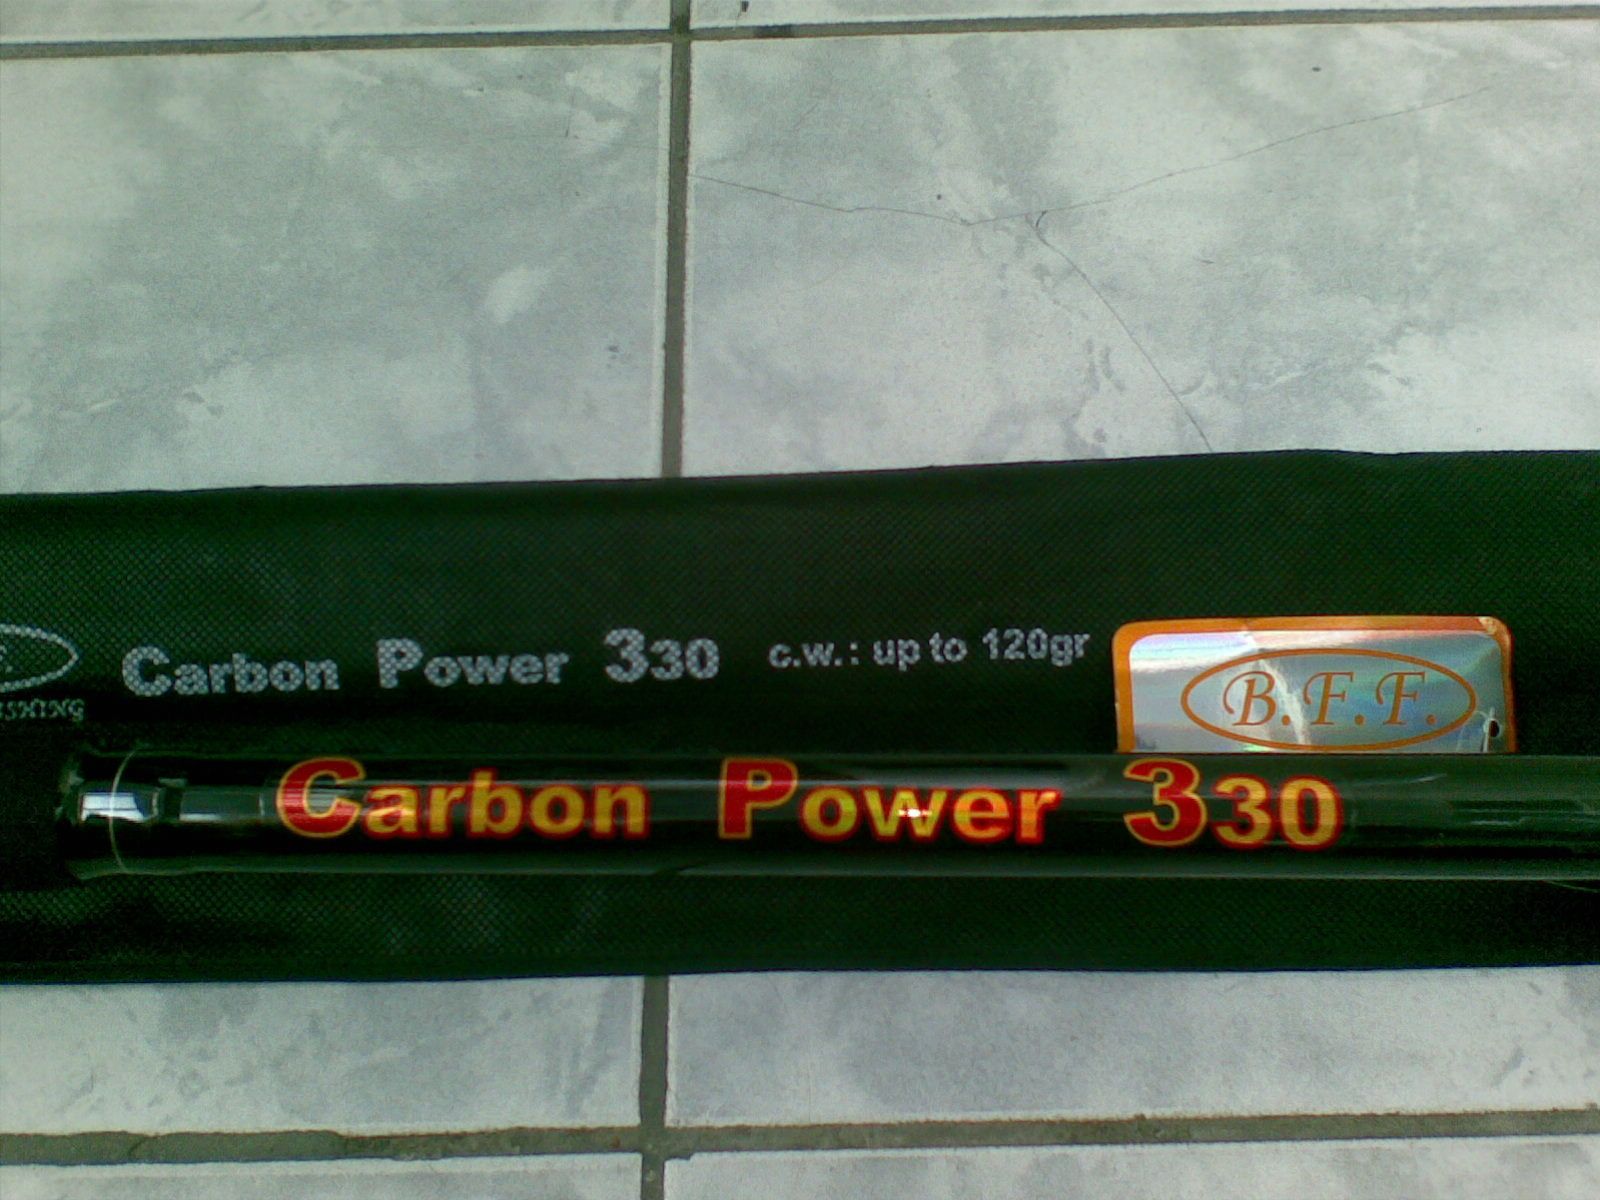 Carbon Power 330 c.w.: up to 120gr
B.F.F.
Carbon Power 330